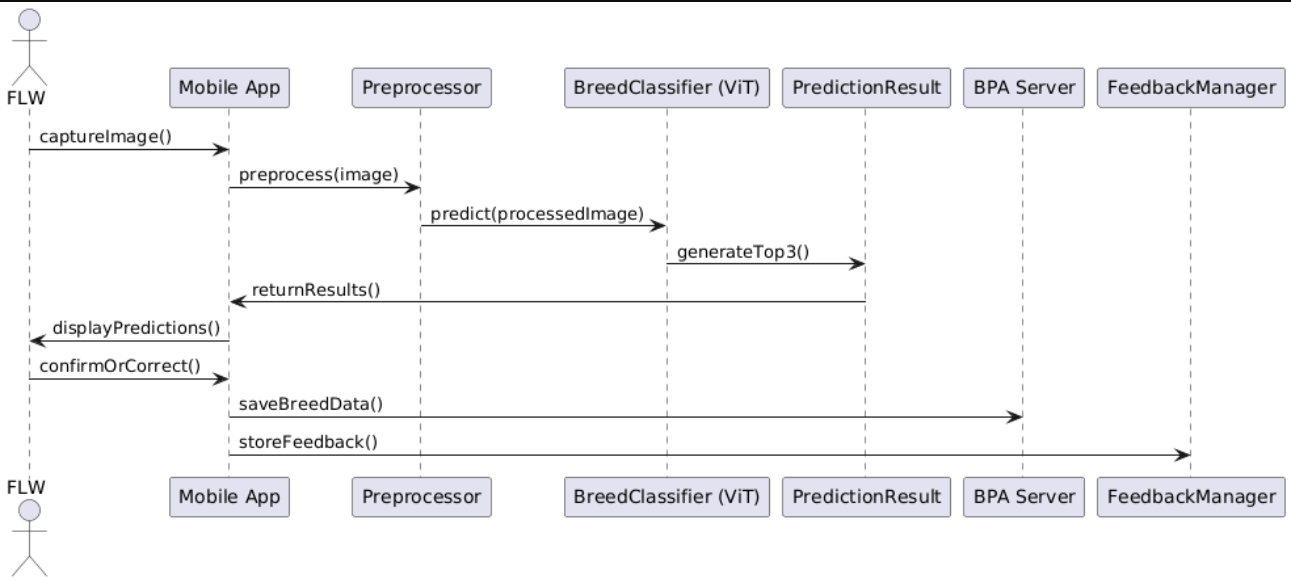 FLW
Mobile App
Preprocessor
BreedClassifier (ViT)
PredictionResult
BPA Server
FeedbackManager
captureImage()
preprocess(image)
predict(processedImage)
generateTop3()
returnResults()
displayPredictions()
confirmOrCorrect()
saveBreedData()
storeFeedback()
FLW
Mobile App
Preprocessor
BreedClassifier (ViT)
PredictionResult
BPA Server
FeedbackManager